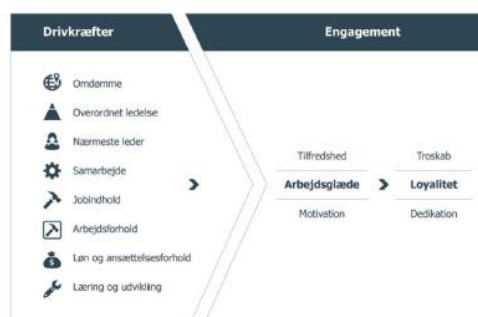 Drivkræfter
Omdømme
Overordnet ledelse
Nærmeste leder
Samarbejde
Jobindhold
Arbejdsforhold
Løn og ansættelsesforhold
Læring og udvikling
Engagement
Tilfredshed
Arbejdsglæde
Motivation
Troskab
Loyalitet
Dedikation